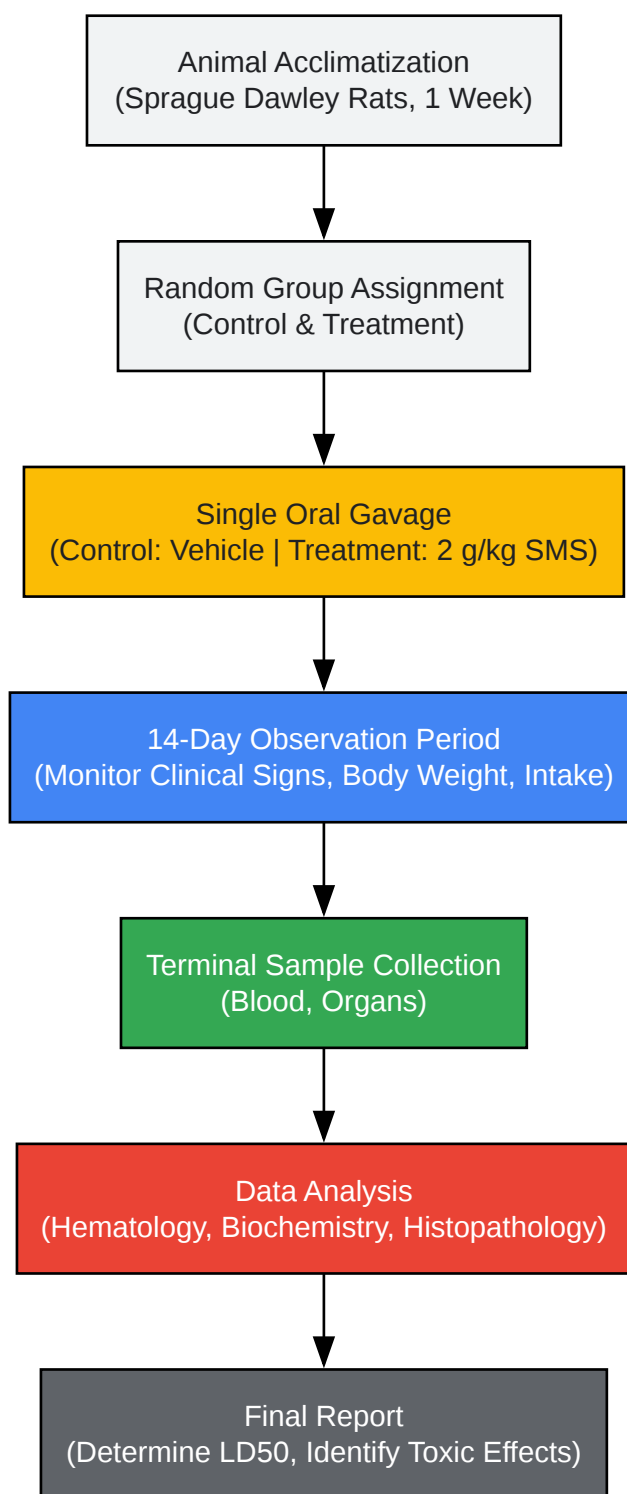 Animal Acclimatization
(Sprague Dawley Rats, 1 Week)
Random Group Assignment
(Control & Treatment)
Single Oral Gavage
(Control: Vehicle | Treatment: 2 g/kg SMS)
14-Day Observation Period
(Monitor Clinical Signs, Body Weight, Intake)
Terminal Sample Collection
(Blood, Organs)
Data Analysis
(Hematology, Biochemistry, Histopathology)
Final Report
(Determine LD50, Identify Toxic Effects)